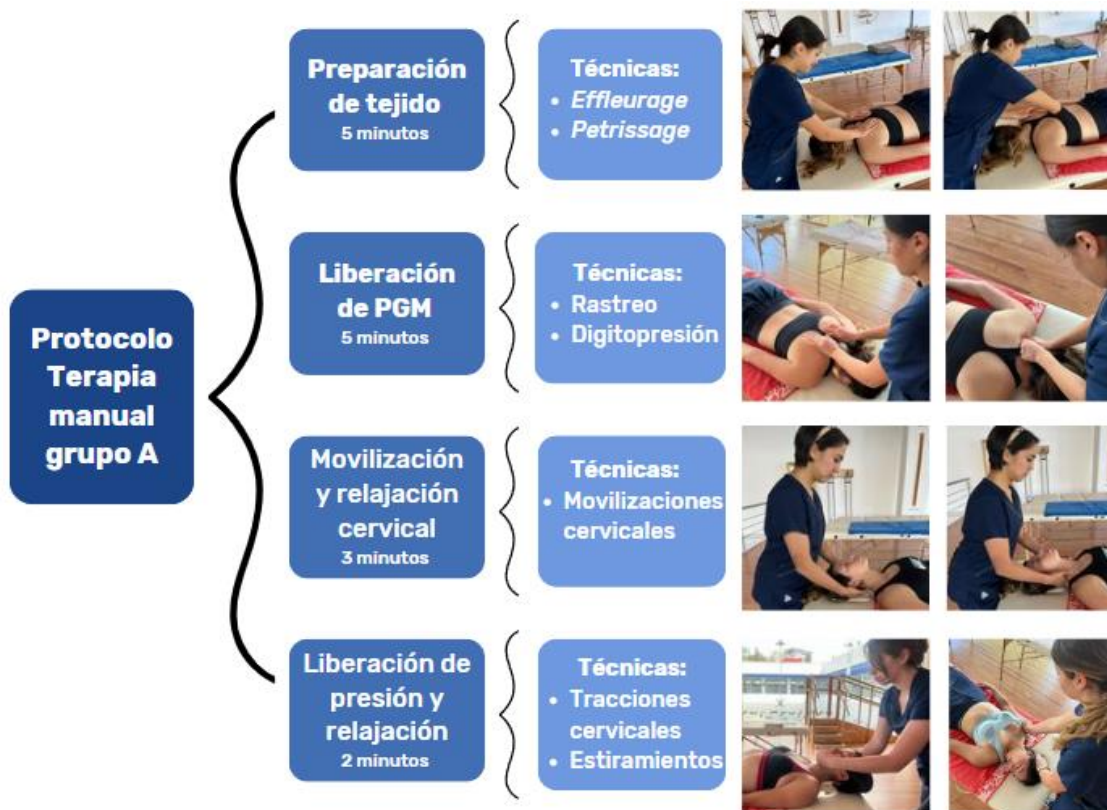 Protocolo
Terapia
manual
grupo A
Preparación
de tejido
5 minutos
Técnicas:
• Effleurage
• Petrissage
Liberación
de PGM
5 minutos
Técnicas:
• Rastreo
• Digitopresión
Movilización
y relajación
cervical
3 minutos
Técnicas:
• Movilizaciones
cervicales
Liberación de
presión y
relajación
2 minutos
Técnicas:
• Tracciones
cervicales
• Estiramientos